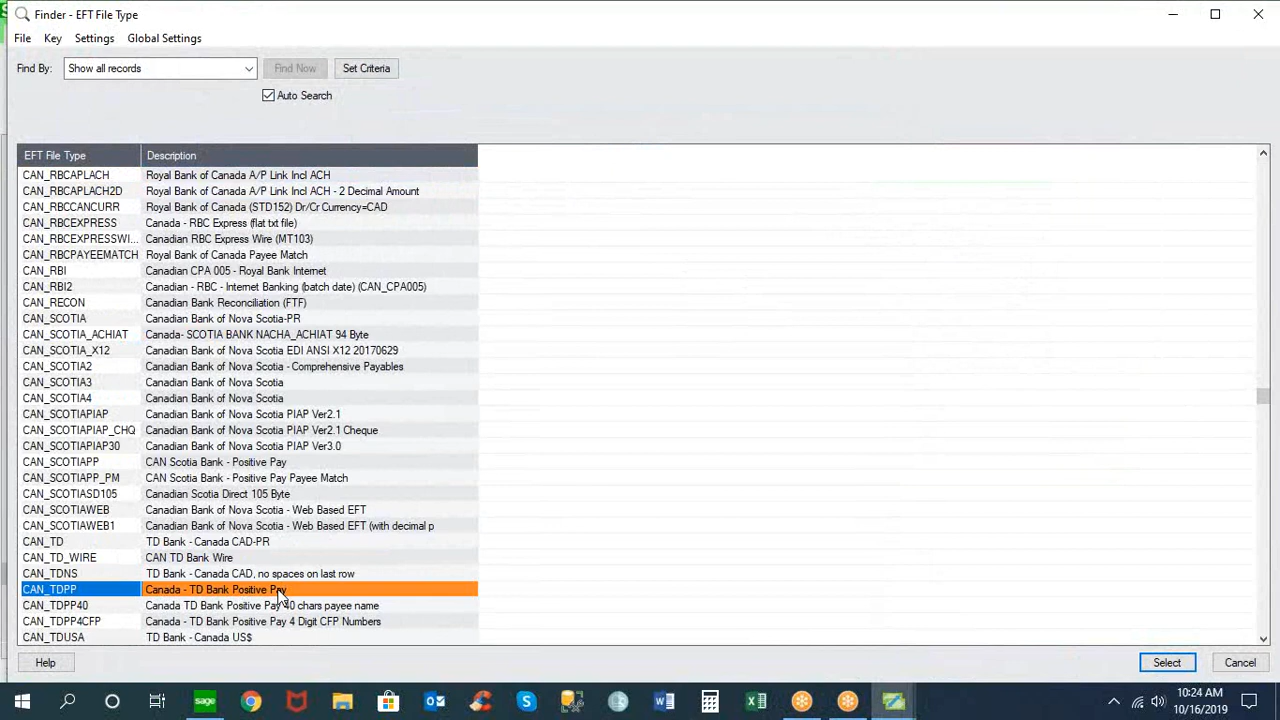 Finder - EFT File Type
File Key Settings Global Settings
Find By: Show all records Find Now Set Criteria
Auto Search
EFT File Type Description
CAN_RBCAPLACH Royal Bank of Canada A/P Link Incl ACH
CAN_RBCAPLACH2D Royal Bank of Canada A/P Link Incl ACH - 2 Decimal Amount
CAN_RBCCANCURR Royal Bank of Canada (STD152) Dr/Cr Currency=CAD
CAN_RBCEXPRESS Canada - RBC Express (flat txt file)
CAN_RBCEXPRESSWI... Canadian RBC Express Wire (MT103)
CAN_RBCPAYEEMATCH Royal Bank of Canada Payee Match
CAN_RBI Canadian CPA 005 - Royal Bank Internet
CAN_RBI2 Canadian - RBC - Internet Banking (batch date) (CAN_CPA005)
CAN_RECON Canadian Bank Reconciliation (FTF)
CAN_SCOTIA Canadian Bank of Nova Scotia-PR
CAN_SCOTIA_ACHIAT Canada- SCOTIA BANK NACHA_ACHIAT 94 Byte
CAN_SCOTIA_X12 Canadian Bank of Nova Scotia EDI ANSI X12 20170629
CAN_SCOTIA2 Canadian Bank of Nova Scotia - Comprehensive Payables
CAN_SCOTIA3 Canadian Bank of Nova Scotia
CAN_SCOTIA4 Canadian Bank of Nova Scotia
CAN_SCOTIAPIAP Canadian Bank of Nova Scotia PIAP Ver2.1
CAN_SCOTIAPIAP_CHQ Canadian Bank of Nova Scotia PIAP Ver2.1 Cheque
CAN_SCOTIAPIAP30 Canadian Bank of Nova Scotia PIAP Ver3.0
CAN_SCOTIAPP CAN Scotia Bank - Positive Pay
CAN_SCOTIAPP_PM CAN Scotia Bank - Positive Pay Payee Match
CAN_SCOTIASD105 Canadian Scotia Direct 105 Byte
CAN_SCOTIAWEB Canadian Bank of Nova Scotia - Web Based EFT
CAN_SCOTIAWEB1 Canadian Bank of Nova Scotia - Web Based EFT (with decimal p
CAN_TD TD Bank - Canada CAD-PR
CAN_TD_WIRE CAN TD Bank Wire
CAN_TDNS TD Bank - Canada CAD, no spaces on last row
CAN_TDPP Canada - TD Bank Positive Pay
CAN_TDPP40 Canada TD Bank Positive Pay 40 chars payee name
CAN_TDPP4CFP Canada - TD Bank Positive Pay 4 Digit CFP Numbers
CAN_TDUSA TD Bank - Canada US$
Help Select Cancel
sage
10:24 AM
10/16/2019